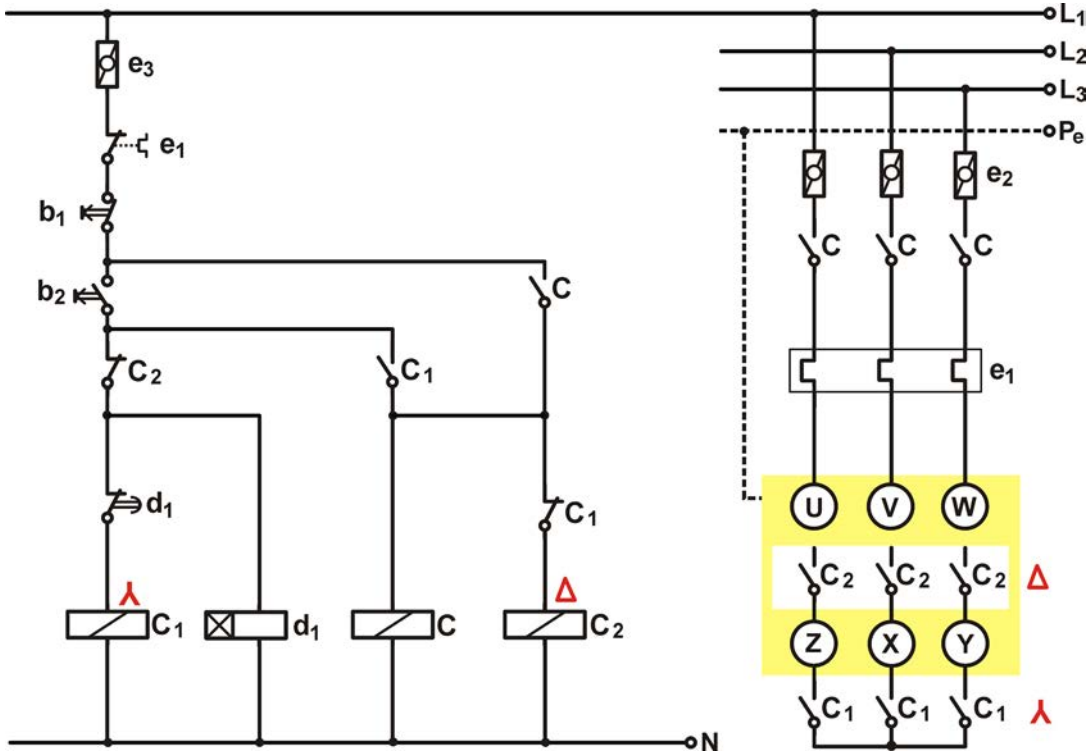 L₁
e₃
L₂
L₃
Pₑ
e₁
e₂
b₁
C C C
b₂
C
C₂
C₁
e₁
d₁
C₁
U V W
⅄
Δ
C₂ C₂ C₂
Δ
C₁
d₁
C
C₂
Z X Y
C₁ C₁ C₁
⅄
N